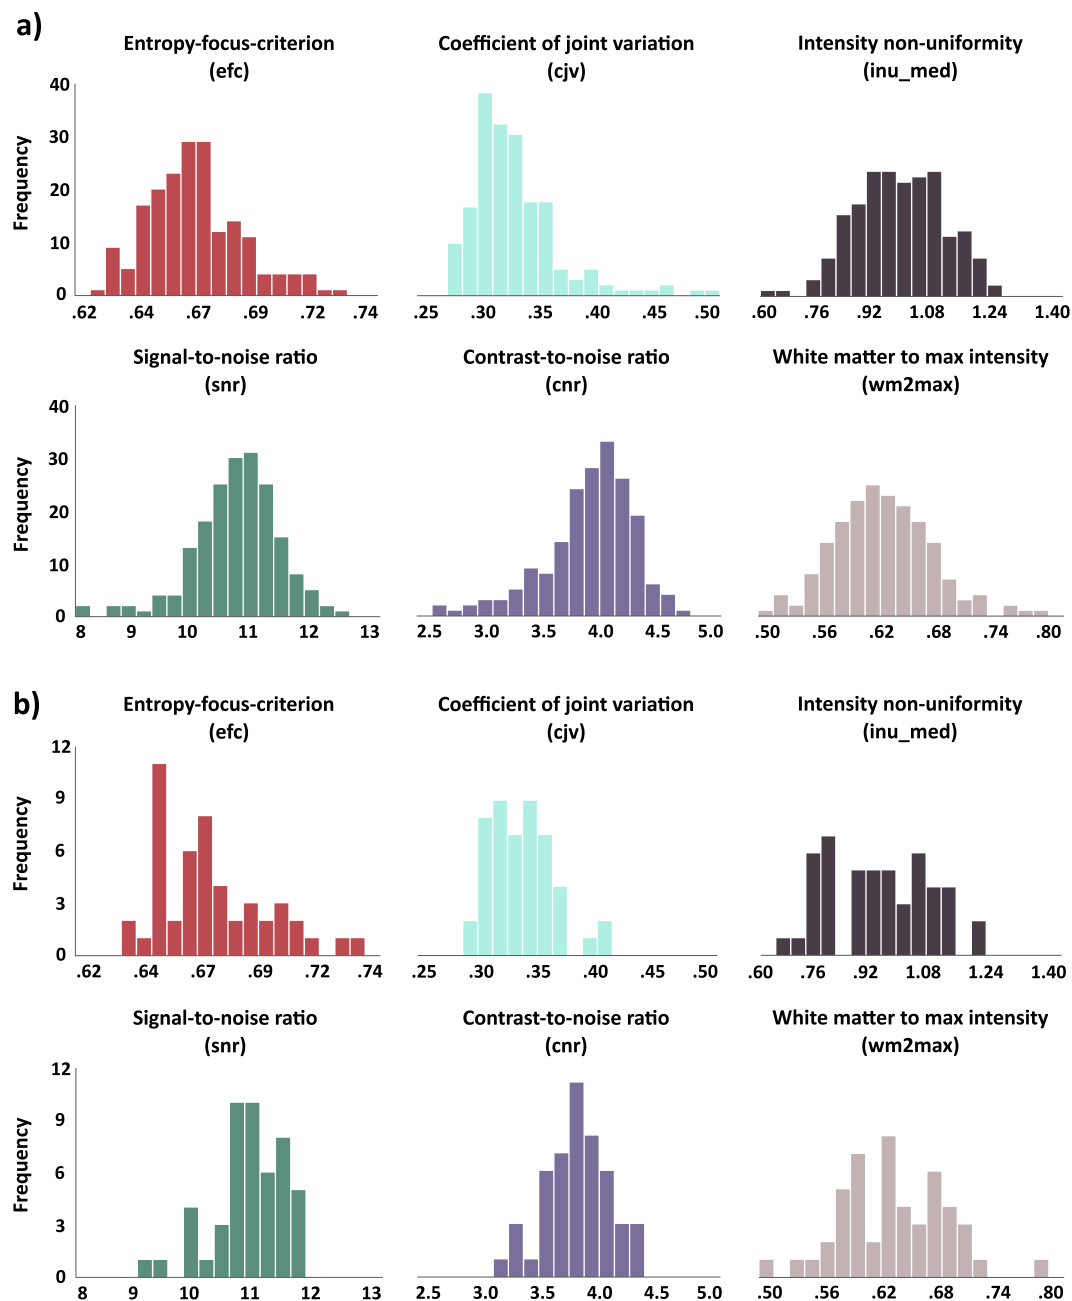 a)
Entropy-focus-criterion
(efc)
Coefficient of joint variation
(cjv)
Intensity non-uniformity
(inu_med)
Frequency
40
30
20
10
0
.62 .64 .67 .69 .72 .74
.25 .30 .35 .40 .45 .50
.60 .76 .92 1.08 1.24 1.40
Signal-to-noise ratio
(snr)
Contrast-to-noise ratio
(cnr)
White matter to max intensity
(wm2max)
Frequency
40
30
20
10
0
8 9 10 11 12 13
2.5 3.0 3.5 4.0 4.5 5.0
.50 .56 .62 .68 .74 .80
b)
Entropy-focus-criterion
(efc)
Coefficient of joint variation
(cjv)
Intensity non-uniformity
(inu_med)
Frequency
12
9
6
3
0
.62 .64 .67 .69 .72 .74
.25 .30 .35 .40 .45 .50
.60 .76 .92 1.08 1.24 1.40
Signal-to-noise ratio
(snr)
Contrast-to-noise ratio
(cnr)
White matter to max intensity
(wm2max)
Frequency
12
9
6
3
0
8 9 10 11 12 13
2.5 3.0 3.5 4.0 4.5 5.0
.50 .56 .62 .68 .74 .80